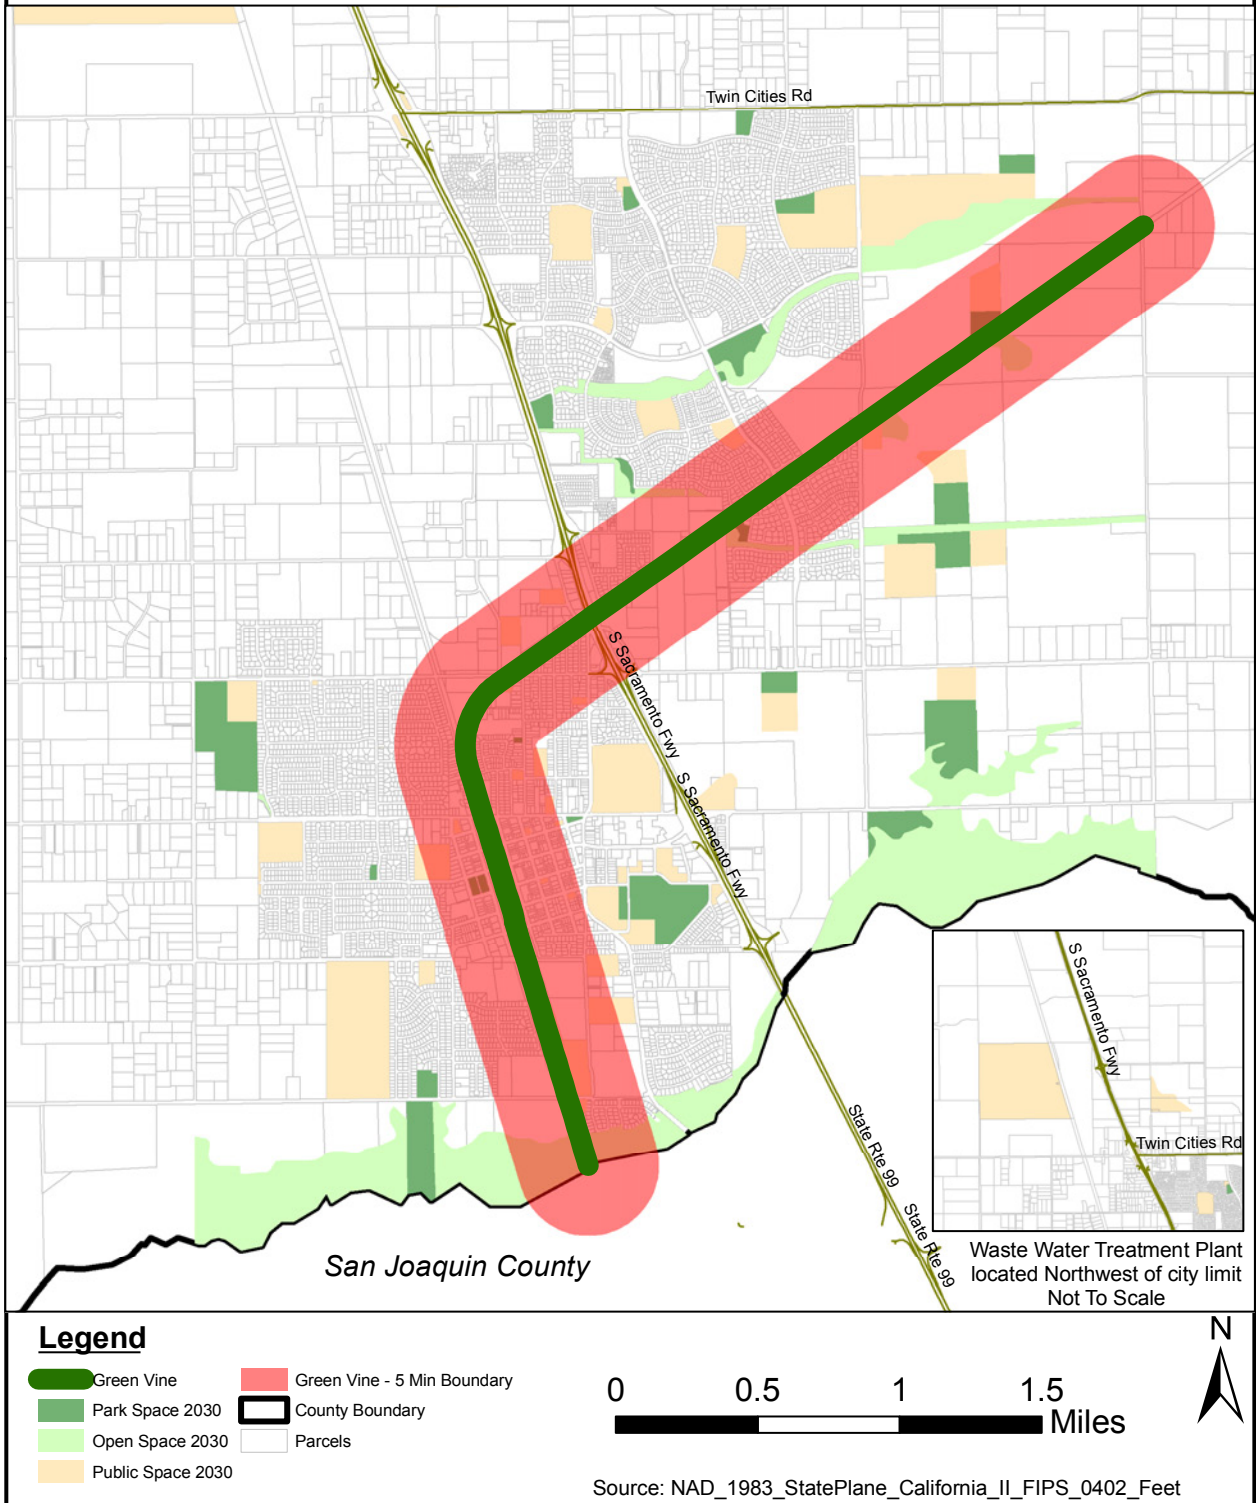 Twin Cities Rd
S Sacramento Fwy
S Sacramento Fwy
State Rte 99
State Rte 99
San Joaquin County
S Sacramento Fwy
Twin Cities Rd
Waste Water Treatment Plant
located Northwest of city limit
Not To Scale
Legend
Green Vine
Park Space 2030
Open Space 2030
Public Space 2030
Green Vine - 5 Min Boundary
County Boundary
Parcels
0 0.5 1 1.5
Miles
N
Source: NAD_1983_StatePlane_California_II_FIPS_0402_Feet